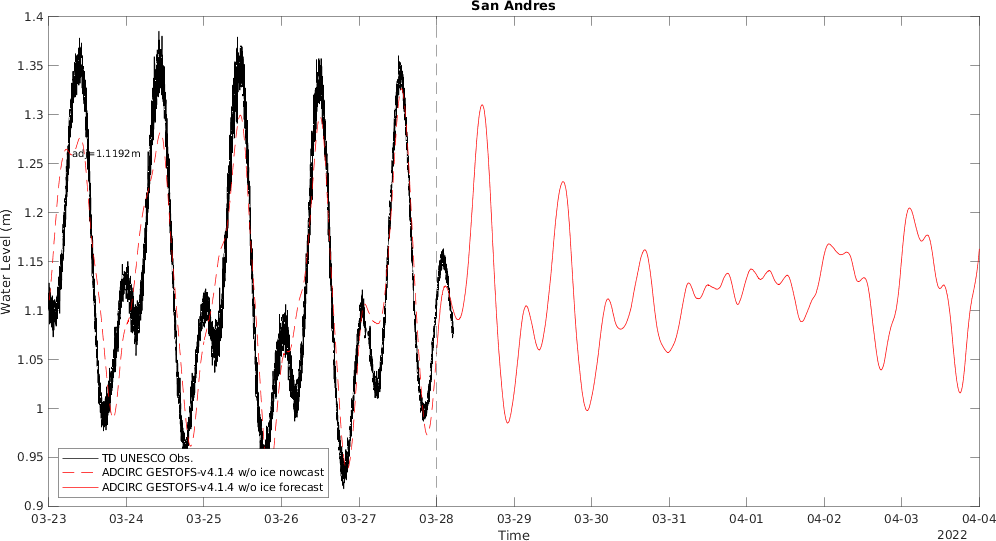 San Andres
1.4
1.35
1.3
1.25
1.2
1.15
1.1
1.05
1
0.95
0.9
Water Level (m)
adj=1.1192m
TD UNESCO Obs.
ADCIRC GESTOFS-v4.1.4 w/o ice nowcast
ADCIRC GESTOFS-v4.1.4 w/o ice forecast
03-23 03-24 03-25 03-26 03-27 03-28 03-29 03-30 03-31 04-01 04-02 04-03 04-04
Time
2022